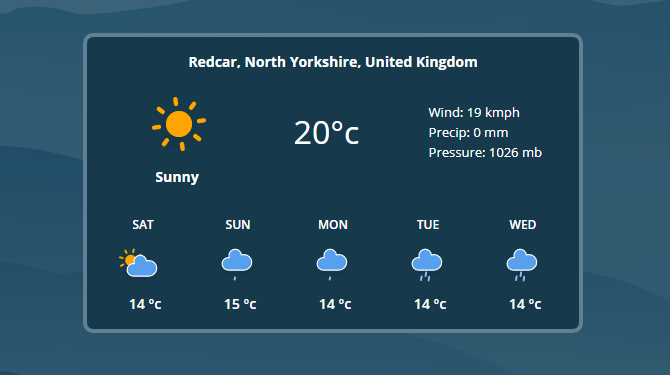 Redcar, North Yorkshire, United Kingdom
Sunny
20°c
Wind: 19 kmph
Precip: 0 mm
Pressure: 1026 mb
SAT SUN MON TUE WED
14 °c 15 °c 14 °c 14 °c 14 °c